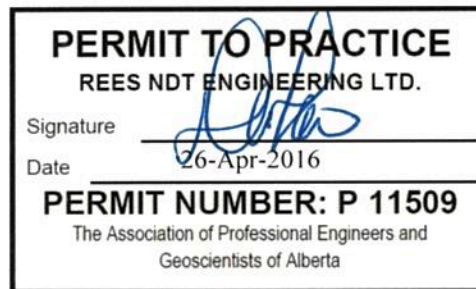 PERMIT TO PRACTICE
REES NDT ENGINEERING LTD.
Signature
Date 26-Apr-2016
PERMIT NUMBER: P 11509
The Association of Professional Engineers and
Geoscientists of Alberta